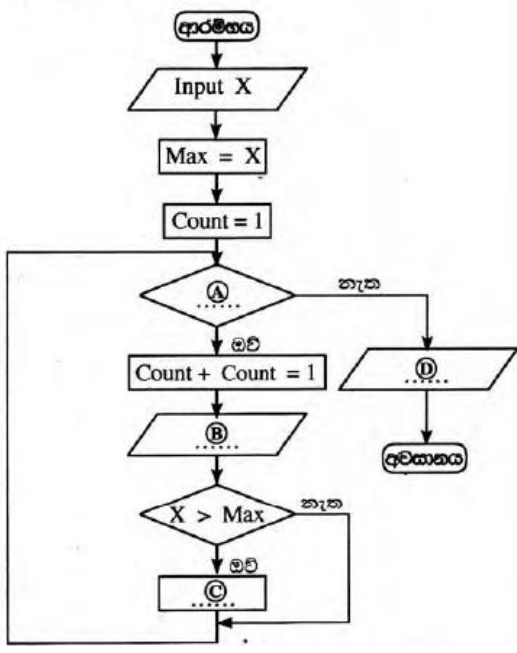 ආරම්භය
Input X
Max = X
Count = 1
Ⓐ
......
නැත
ඔව්
Count + Count = 1
Ⓓ
......
Ⓑ
......
අවසානය
X > Max
නැත
ඔව්
Ⓒ
......